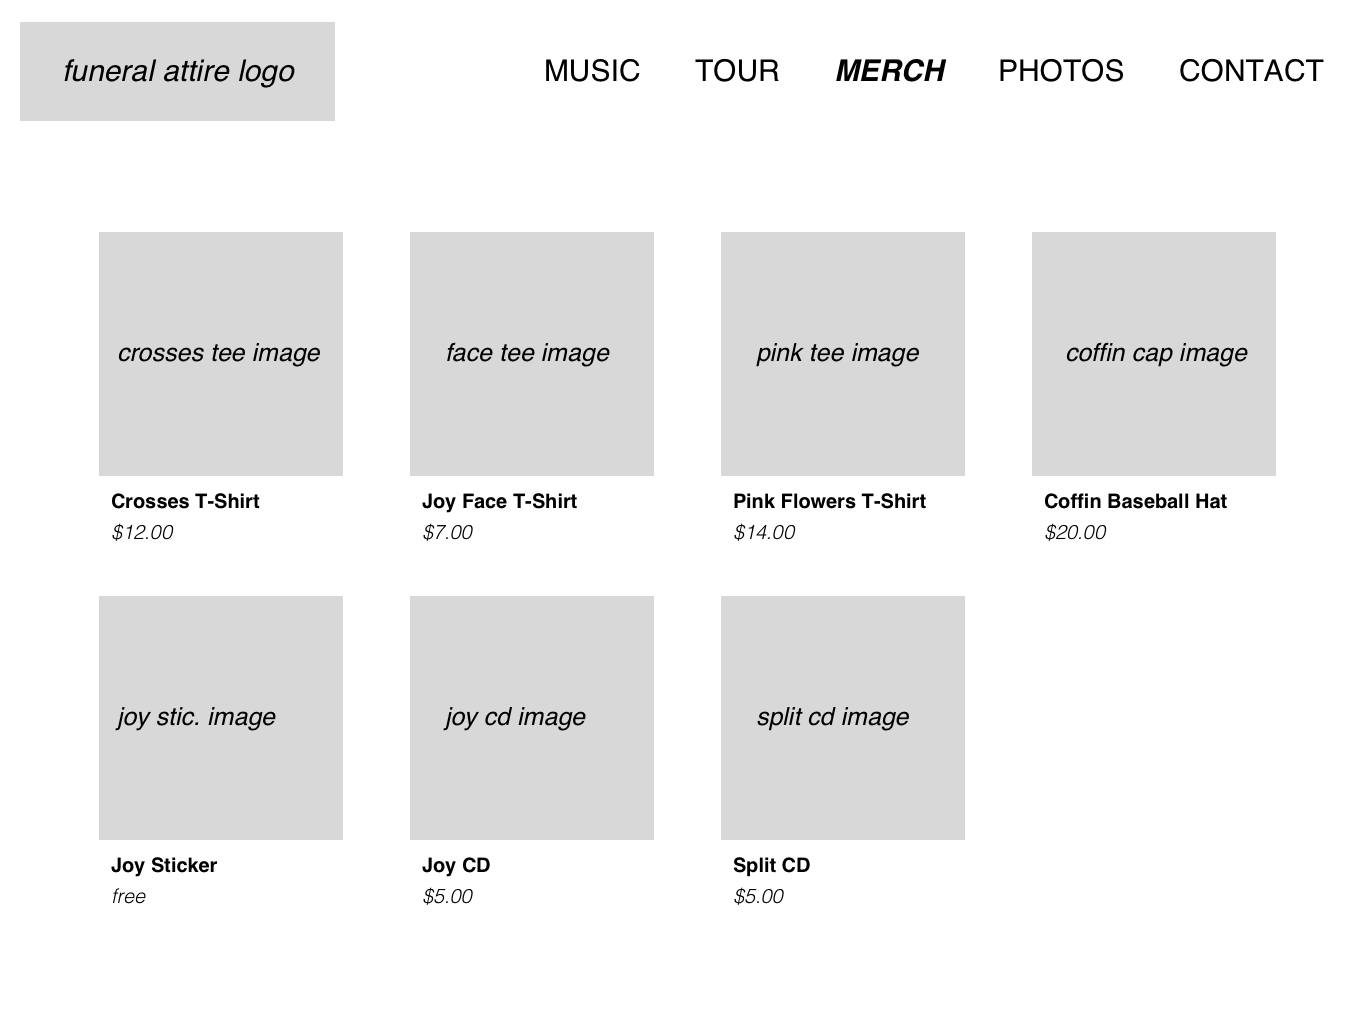 funeral attire logo
MUSIC TOUR MERCH PHOTOS CONTACT
crosses tee image
face tee image
pink tee image
coffin cap image
Crosses T-Shirt
$12.00
Joy Face T-Shirt
$7.00
Pink Flowers T-Shirt
$14.00
Coffin Baseball Hat
$20.00
joy stic. image
joy cd image
split cd image
Joy Sticker
free
Joy CD
$5.00
Split CD
$5.00